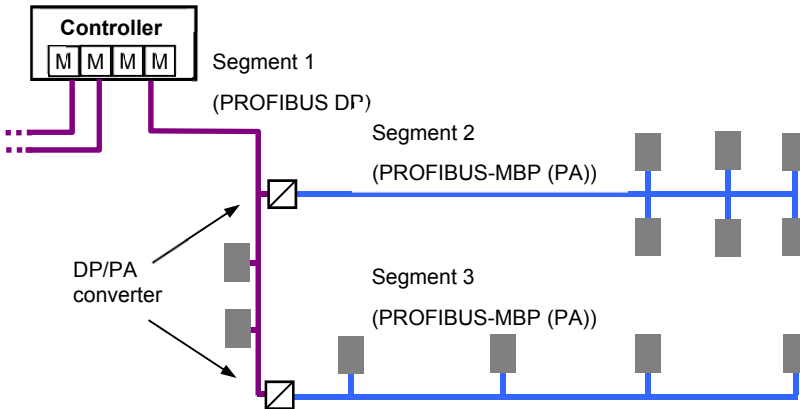 Controller
M M M M
Segment 1
(PROFIBUS DP)
Segment 2
(PROFIBUS-MBP (PA))
DP/PA
converter
Segment 3
(PROFIBUS-MBP (PA))